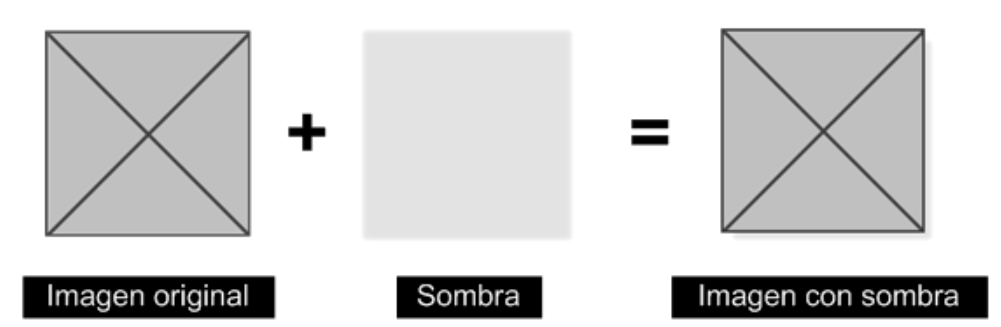 +
=
Imagen original
Sombra
Imagen con sombra